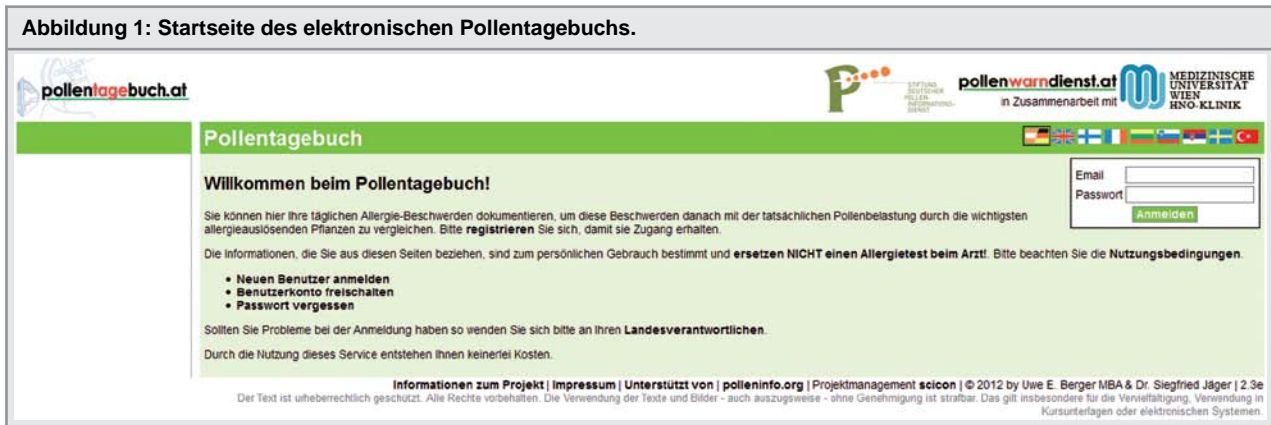 Abbildung 1: Startseite des elektronischen Pollentagebuchs.
pollentagebuch.at
STIFTUNG
DEUTSCHER
POLLEN-
INFORMATIONS-
DIENST
pollenwarndienst.at
in Zusammenarbeit mit
MEDIZINISCHE
UNIVERSITÄT
WIEN
HNO-KLINIK
Pollentagebuch
Willkommen beim Pollentagebuch!
Email
Passwort
Anmelden
Sie können hier Ihre täglichen Allergie-Beschwerden dokumentieren, um diese Beschwerden danach mit der tatsächlichen Pollenbelastung durch die wichtigsten
allergieauslösenden Pflanzen zu vergleichen. Bitte registrieren Sie sich, damit sie Zugang erhalten.
Die Informationen, die Sie aus diesen Seiten beziehen, sind zum persönlichen Gebrauch bestimmt und ersetzen NICHT einen Allergietest beim Arzt!. Bitte beachten Sie die Nutzungsbedingungen.
• Neuen Benutzer anmelden
• Benutzerkonto freischalten
• Passwort vergessen
Sollten Sie Probleme bei der Anmeldung haben so wenden Sie sich bitte an Ihren Landesverantwortlichen.
Durch die Nutzung dieses Service entstehen Ihnen keinerlei Kosten.
Informationen zum Projekt | Impressum | Unterstützt von | polleninfo.org | Projektmanagement scicon | © 2012 by Uwe E. Berger MBA & Dr. Siegfried Jäger | 2.3e
Der Text ist urheberrechtlich geschützt. Alle Rechte vorbehalten. Die Verwendung der Texte und Bilder - auch auszugsweise - ohne Genehmigung ist strafbar. Das gilt insbesondere für die Vervielfältigung, Verwendung in
Kursunterlagen oder elektronischen Systemen.